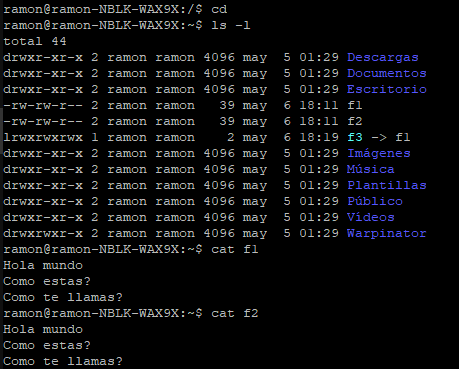 ramon@ramon-NBLK-WAX9X:/$ cd
ramon@ramon-NBLK-WAX9X:~$ ls -l
total 44
drwxr-xr-x 2 ramon ramon 4096 may  5 01:29 Descargas
drwxr-xr-x 2 ramon ramon 4096 may  5 01:29 Documentos
drwxr-xr-x 2 ramon ramon 4096 may  5 01:29 Escritorio
-rw-rw-r-- 2 ramon ramon   39 may  6 18:11 f1
-rw-rw-r-- 2 ramon ramon   39 may  6 18:11 f2
lrwxrwxrwx 1 ramon ramon    2 may  6 18:19 f3 -> f1
drwxr-xr-x 2 ramon ramon 4096 may  5 01:29 Imágenes
drwxr-xr-x 2 ramon ramon 4096 may  5 01:29 Música
drwxr-xr-x 2 ramon ramon 4096 may  5 01:29 Plantillas
drwxr-xr-x 2 ramon ramon 4096 may  5 01:29 Público
drwxr-xr-x 2 ramon ramon 4096 may  5 01:29 Vídeos
drwxrwxr-x 2 ramon ramon 4096 may  5 01:29 Warpinator
ramon@ramon-NBLK-WAX9X:~$ cat f1
Hola mundo
Como estas?
Como te llamas?
ramon@ramon-NBLK-WAX9X:~$ cat f2
Hola mundo
Como estas?
Como te llamas?